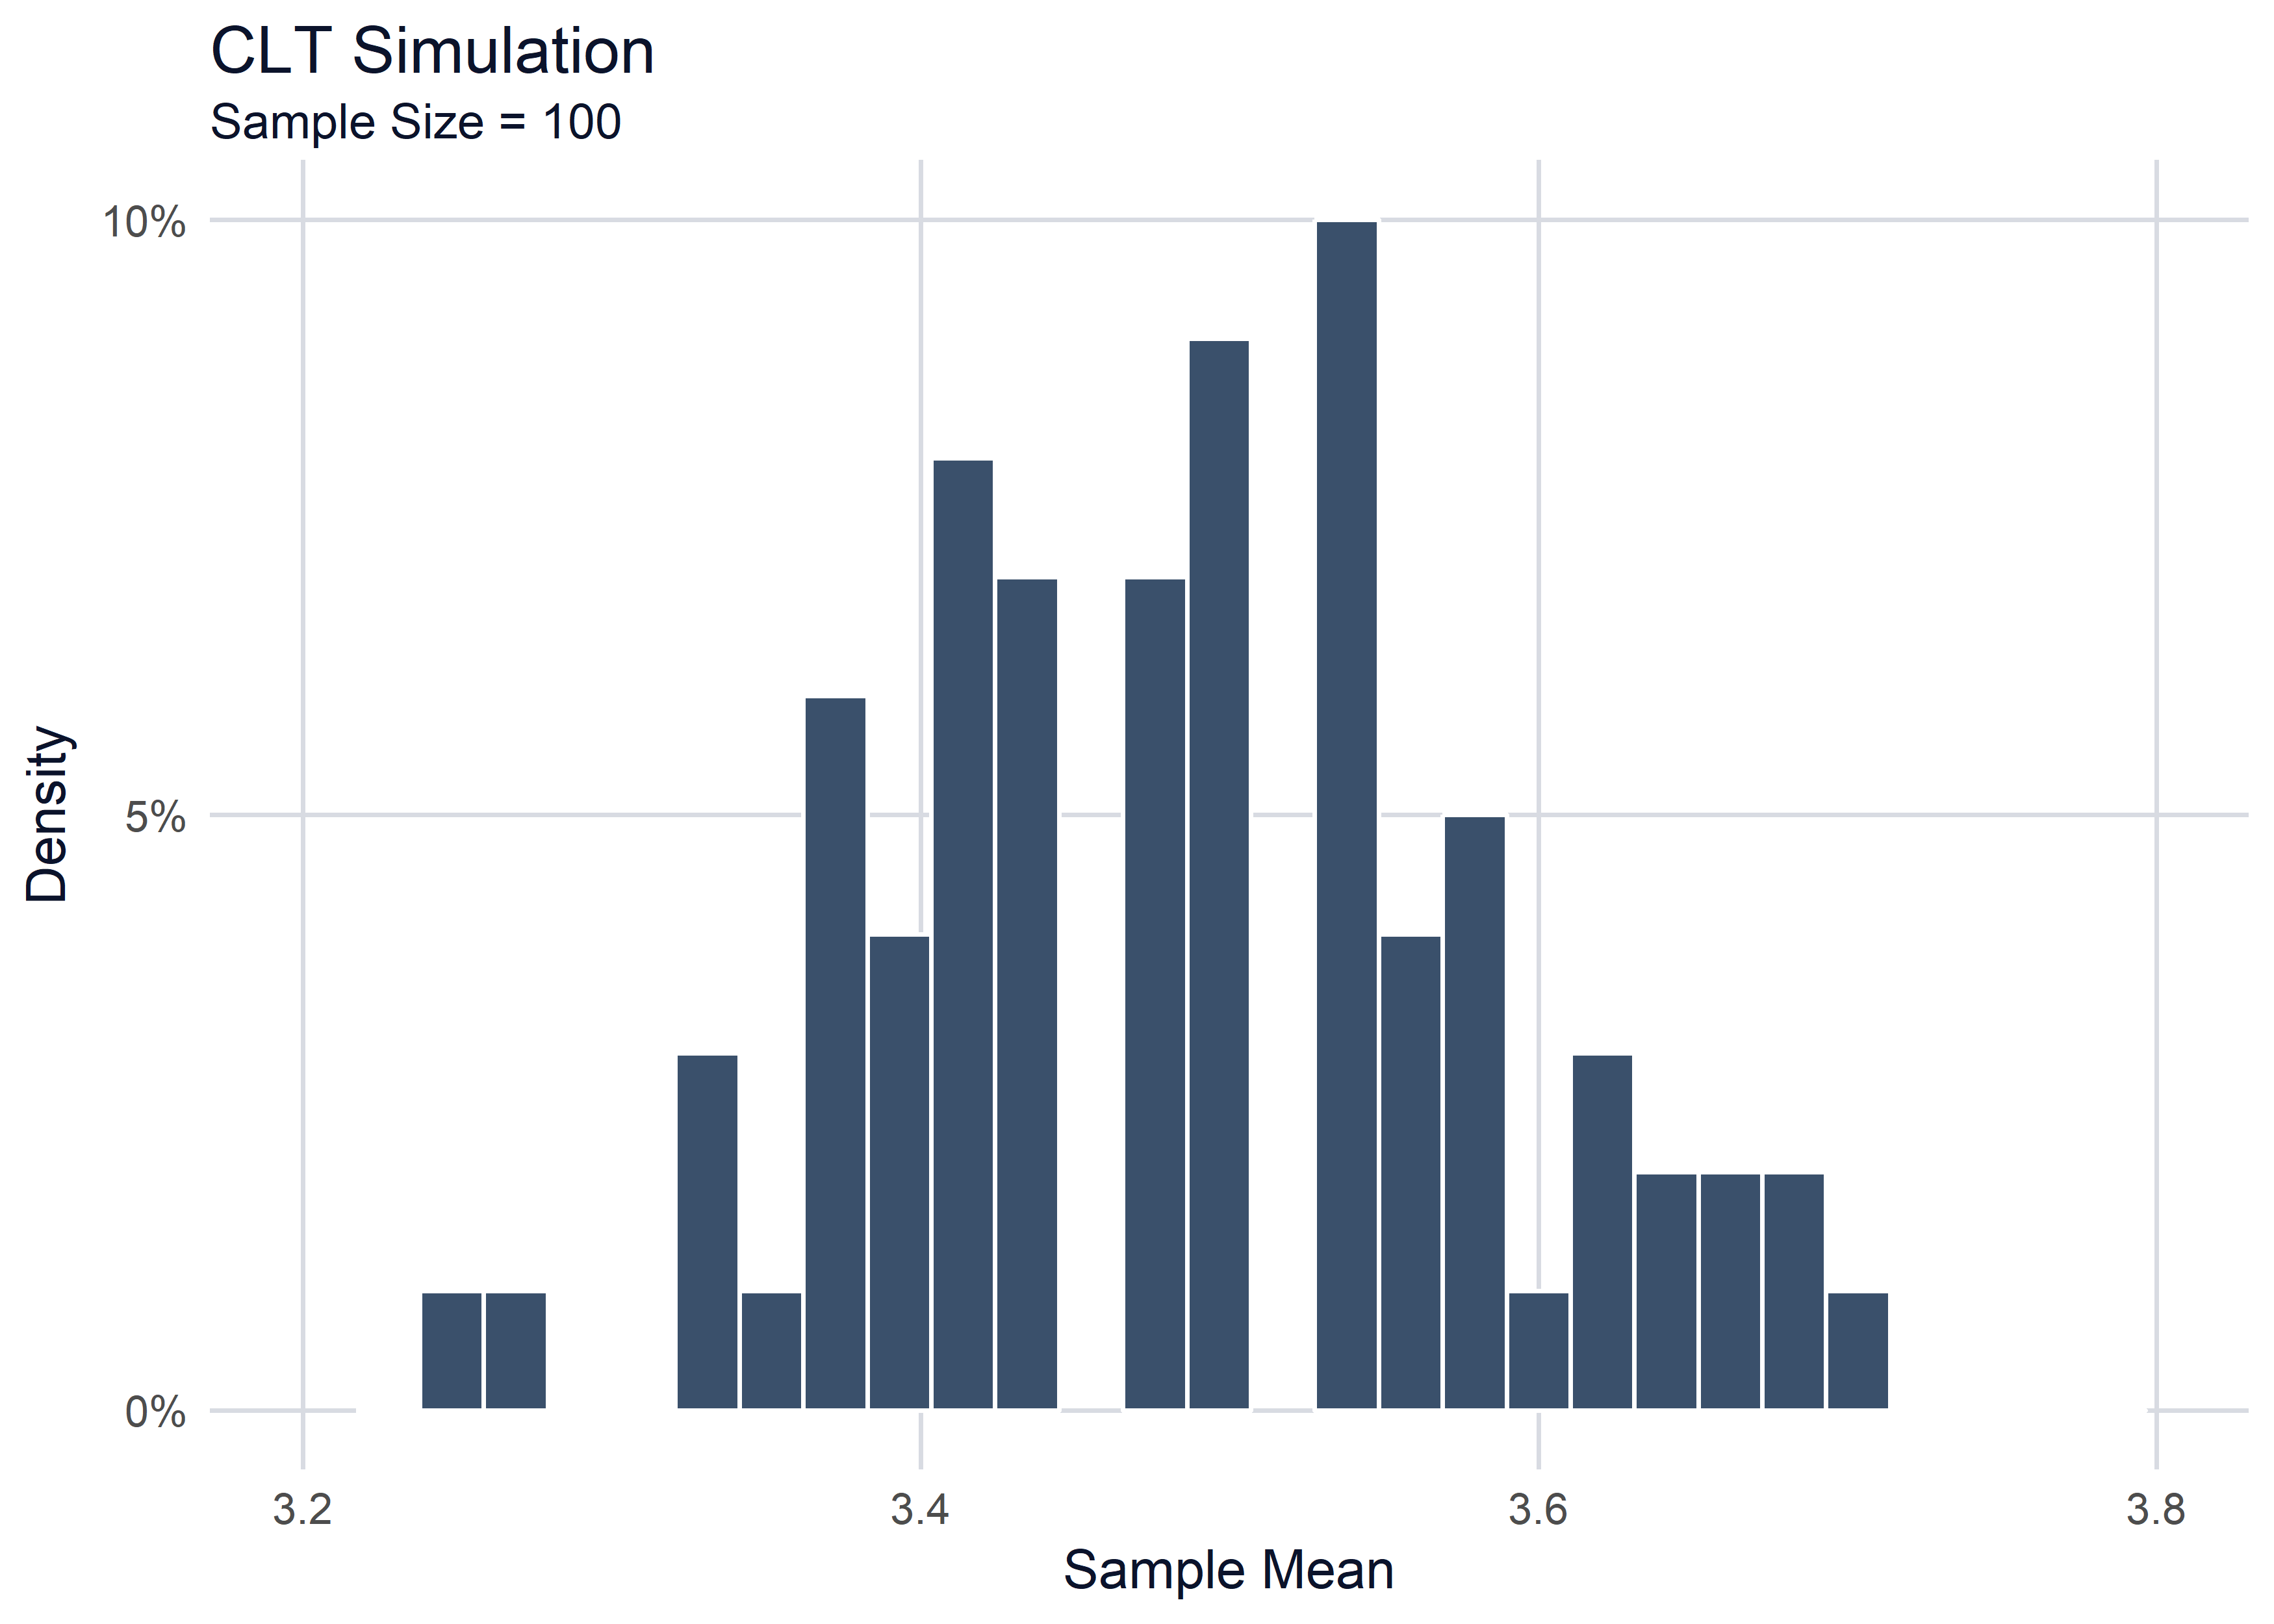 CLT Simulation
Sample Size = 100
10%
5%
0%
Density
3.2 3.4 3.6 3.8
Sample Mean